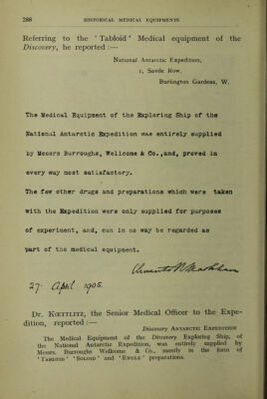 288 HISTORICAL MEDICAL EQUIPMENTS
Referring to the 'Tabloid' Medical equipment of the
Discovery, he reported :—
National Antarctic Expedition,
1, Savile Row,
Burlington Gardens, W.
The Medical Equipment of the Exploring Ship of the
National Antarctic Expedition was entirely supplied
by Messrs Burroughs, Wellcome & Co., and, proved in
every way most satisfactory.
The few other drugs and preparations which were taken
with the Expedition were only supplied for purposes
of experiment, and, can in no way be regarded as
part of the medical equipment.
Clements R Markham
27 April 1905.
Dr. KŒTTLITZ, the Senior Medical Officer to the Expe-
dition, reported :—
Discovery ANTARCTIC EXPEDITION
The Medical Equipment of the Discovery Exploring Ship, of
the National Antarctic Expedition, was entirely supplied by
Messrs. Burroughs Wellcome & Co., mostly in the form of
'TABLOID' 'SOLOID' and 'ENULE' preparations.